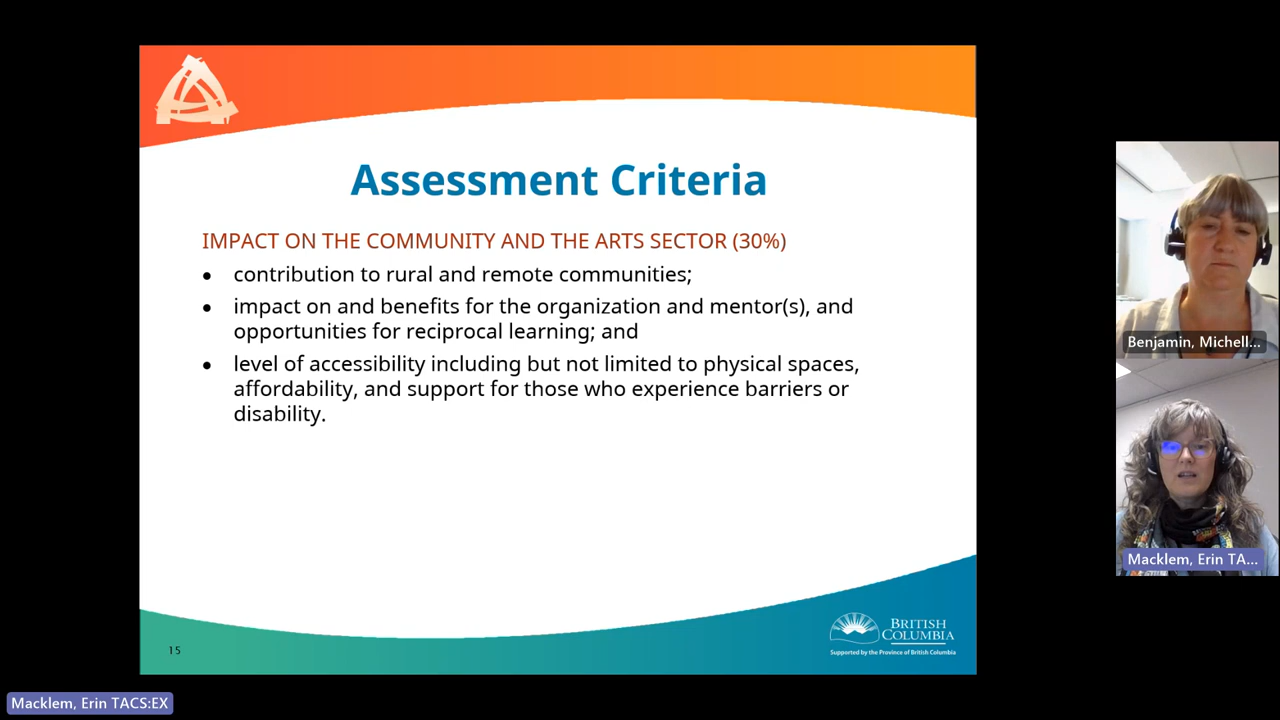 Assessment Criteria
IMPACT ON THE COMMUNITY AND THE ARTS SECTOR (30%)
• contribution to rural and remote communities;
• impact on and benefits for the organization and mentor(s), and
opportunities for reciprocal learning; and
• level of accessibility including but not limited to physical spaces,
affordability, and support for those who experience barriers or
disability.
15
BRITISH
COLUMBIA
Supported by the Province of British Columbia
Benjamin, Michell...
Macklem, Erin TA...
Macklem, Erin TACS:EX